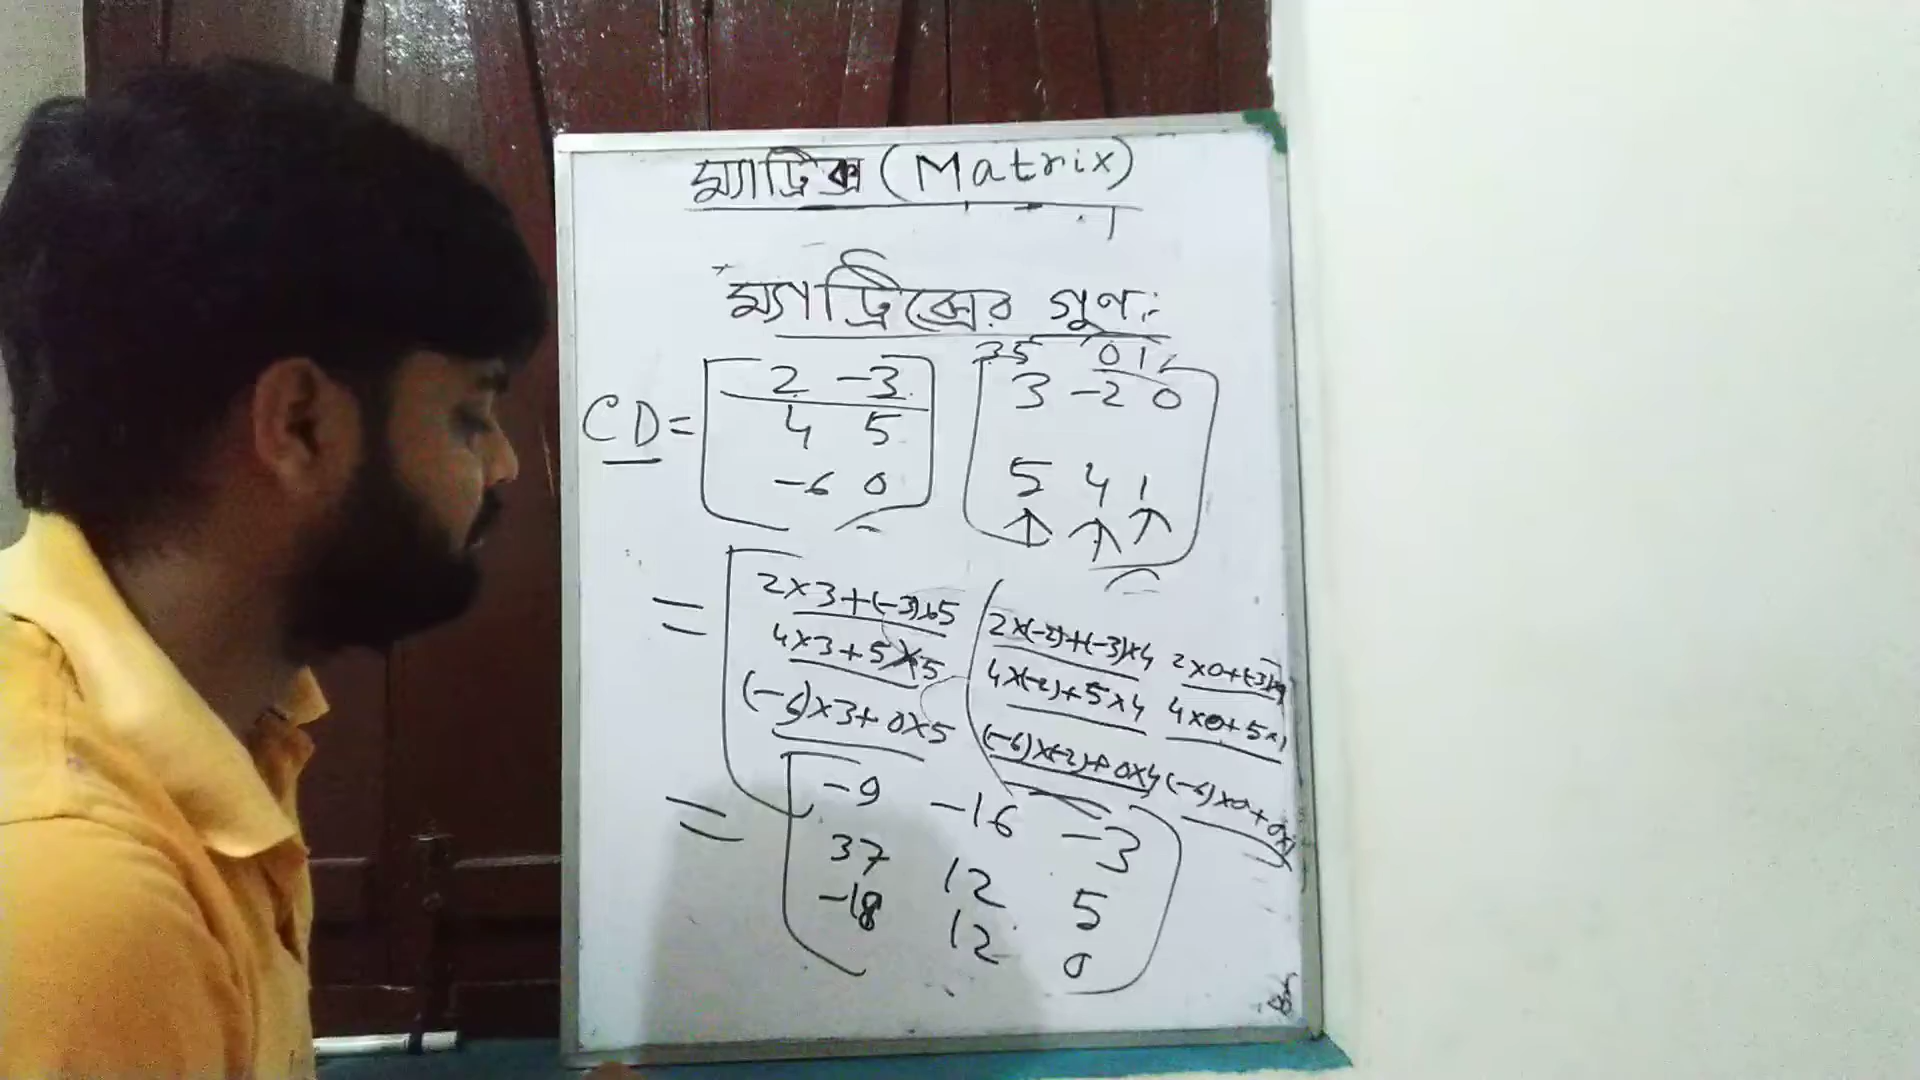 ম্যাট্রিক্স (Matrix)
ম্যাট্রিক্সের গুণ:-
35 01
CD= 2 -3 3 -2 0
4 5
-6 0 5 4 1
= 2×3+(-3)×5 2×(-2)+(-3)×4 2×0+(-3)×1
4×3+5×5 4×(-2)+5×4 4×0+5×1
(-6)×3+0×5 (-6)×(-2)+0×4 (-6)×0+0×1
= -9 -16 -3
37 12 5
-18 12 0